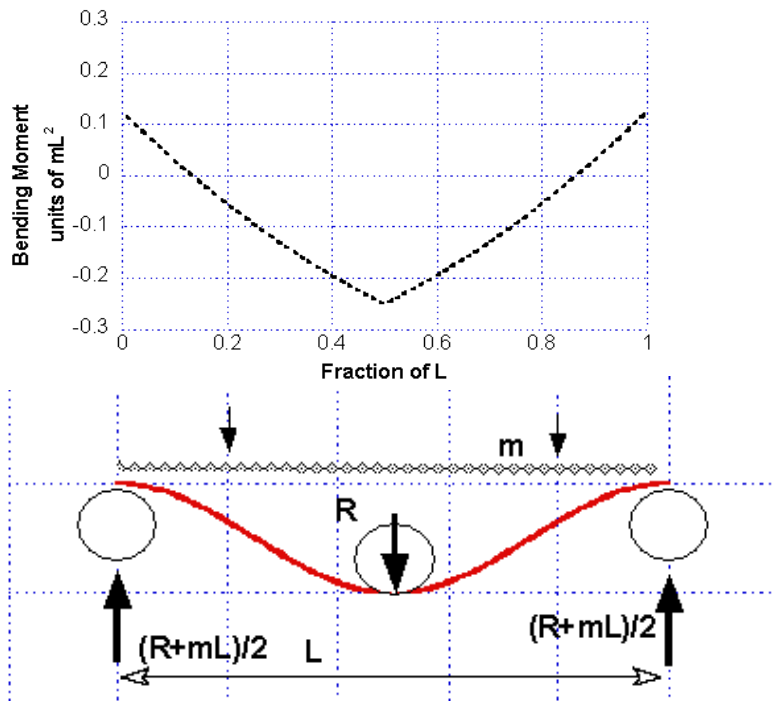 0.3
0.2
0.1
0
-0.1
-0.2
-0.3
Bending Moment
units of mL²
0 0.2 0.4 0.6 0.8 1
Fraction of L
m
R
(R+mL)/2 L (R+mL)/2